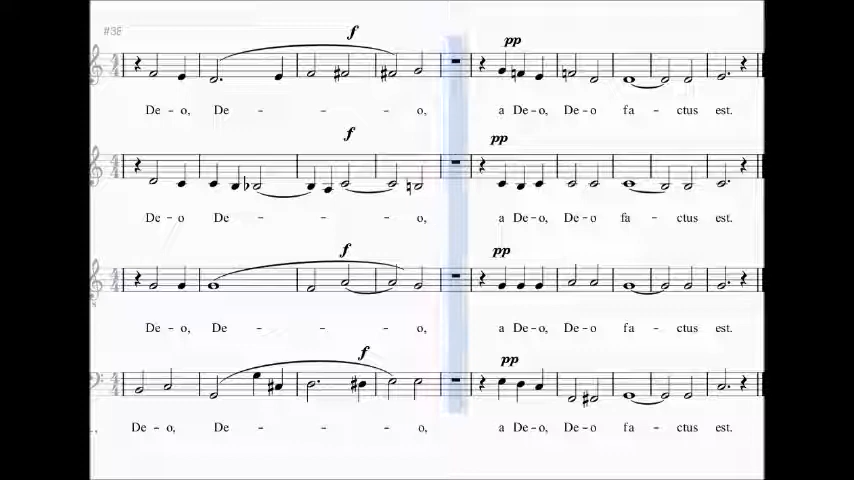 #38
f
pp
De-o, De- - - o, a De-o, De-o fa-ctus est.
f
pp
De-o De- - - o, a De-o, De-o fa-ctus est.
f
pp
De-o, De- - - o, a De-o, De-o fa-ctus est.
f
pp
De-o, De- - - o, a De-o, De-o fa-ctus est.